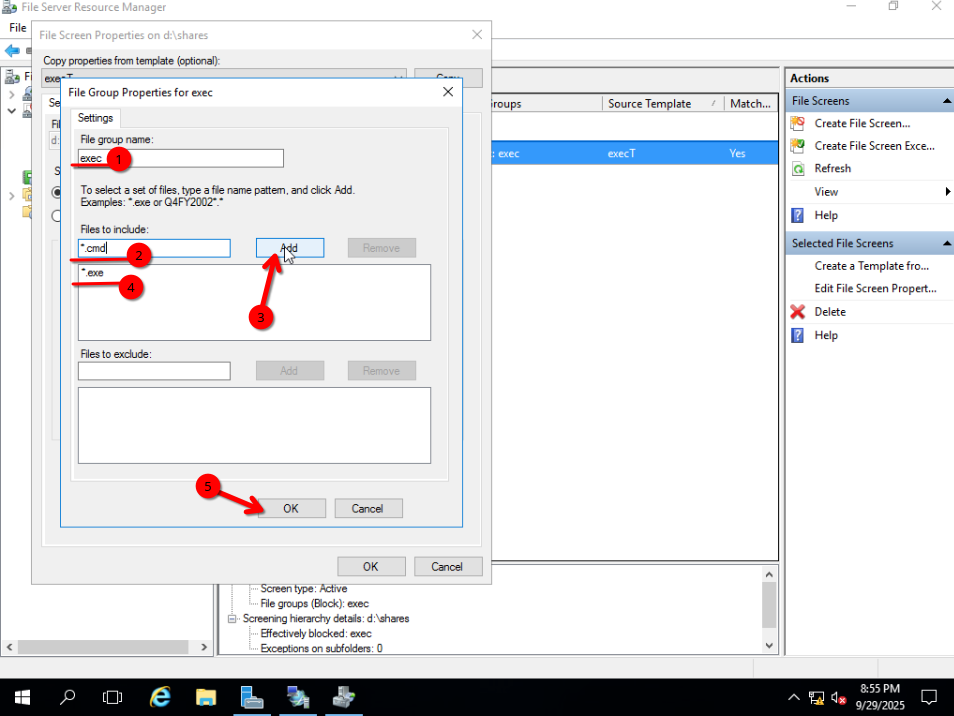 File Server Resource Manager
File
File Screen Properties on d:\shares
Copy properties from template (optional):
File Group Properties for exec
Settings
File group name:
exec
1
To select a set of files, type a file name pattern, and click Add.
Examples: *.exe or Q4FY2002*.*
Files to include:
*.cmd
2
Add
Remove
*.exe
4
3
Files to exclude:
Add
Remove
5
OK
Cancel
OK
Cancel
Source Template
Match...
: exec
execT
Yes
Screen type: Active
File groups (Block): exec
Screening hierarchy details: d:\shares
Effectively blocked: exec
Exceptions on subfolders: 0
Actions
File Screens
Create File Screen...
Create File Screen Exce...
Refresh
View
Help
Selected File Screens
Create a Template fro...
Edit File Screen Propert...
Delete
Help
8:55 PM
9/29/2025